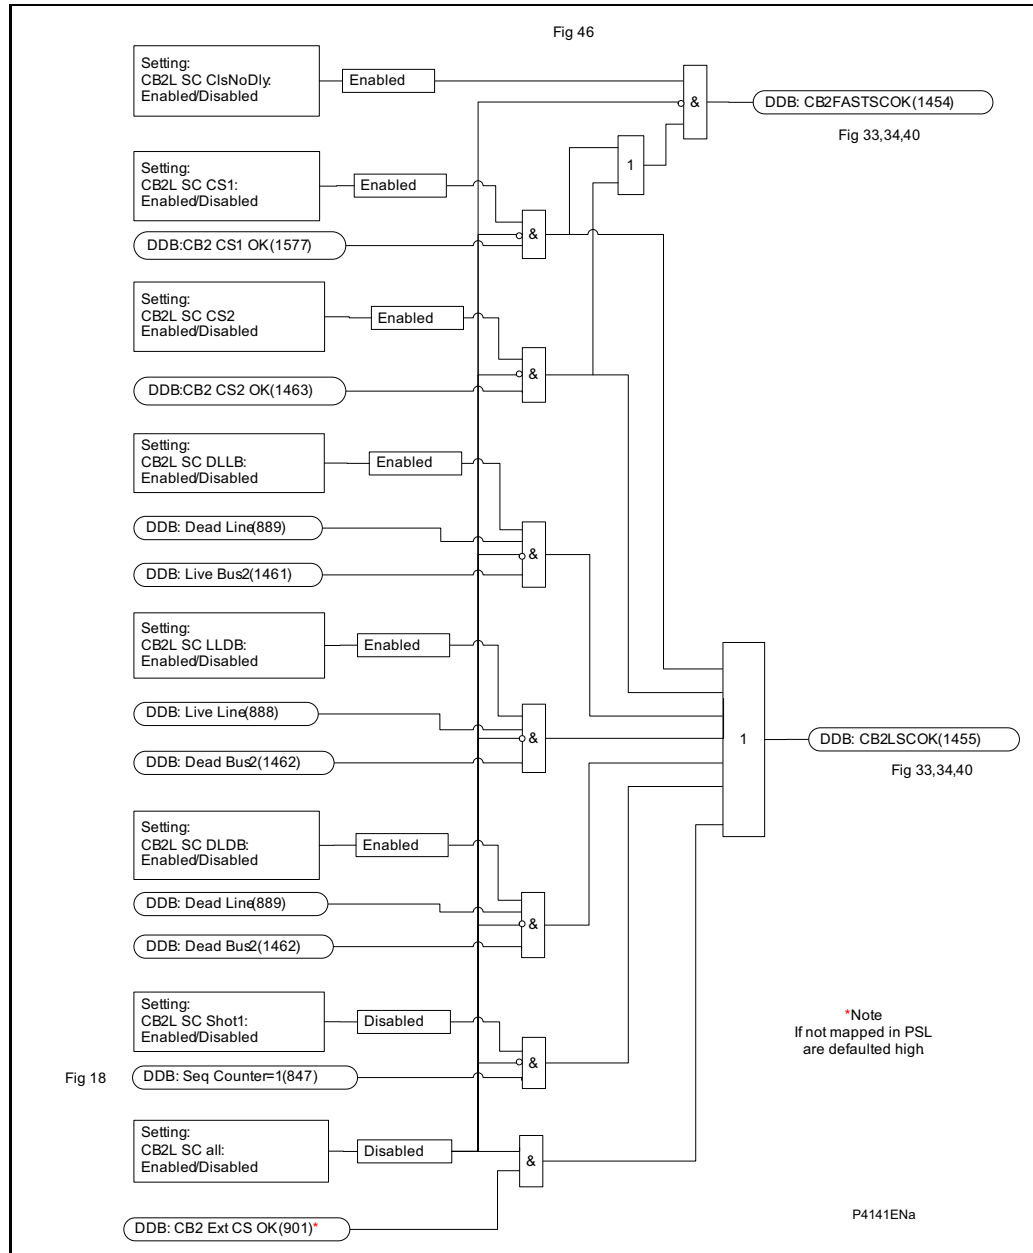 Fig 46
Setting:
CB2L SC ClsNoDly:
Enabled/Disabled
Enabled
&
DDB: CB2FASTSCOK(1454)
Fig 33,34,40
1
Setting:
CB2L SC CS1:
Enabled/Disabled
Enabled
&
DDB:CB2 CS1 OK(1577)
Setting:
CB2L SC CS2
Enabled/Disabled
Enabled
&
DDB:CB2 CS2 OK(1463)
Setting:
CB2L SC DLLB:
Enabled/Disabled
Enabled
DDB: Dead Line(889)
&
DDB: Live Bus2(1461)
Setting:
CB2L SC LLDB:
Enabled/Disabled
Enabled
DDB: Live Line(888)
&
DDB: Dead Bus2(1462)
1
DDB: CB2LSCOK(1455)
Fig 33,34,40
Setting:
CB2L SC DLDB:
Enabled/Disabled
Enabled
DDB: Dead Line(889)
&
DDB: Dead Bus2(1462)
Setting:
CB2L SC Shot1:
Enabled/Disabled
Disabled
&
Fig 18
DDB: Seq Counter=1(847)
*Note
If not mapped in PSL
are defaulted high.
Setting:
CB2L SC all:
Enabled/Disabled
Disabled
&
DDB: CB2 Ext CS OK(901)*
P4141ENa